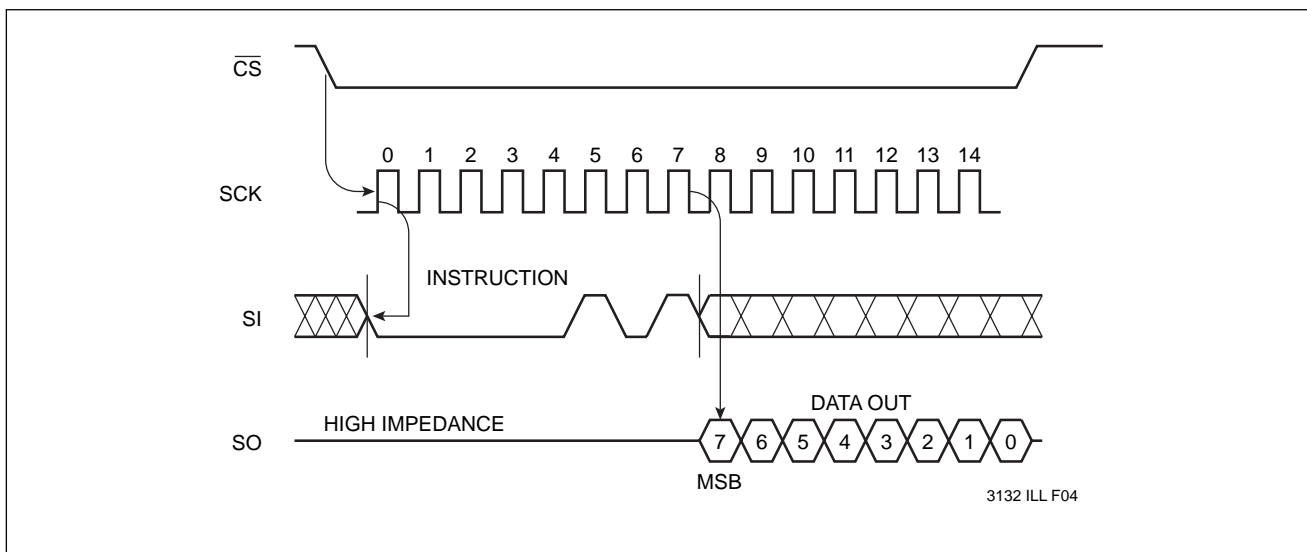 CS
0 1 2 3 4 5 6 7 8 9 10 11 12 13 14
SCK
INSTRUCTION
SI
DATA OUT
HIGH IMPEDANCE
SO
7 6 5 4 3 2 1 0
MSB
3132 ILL F04